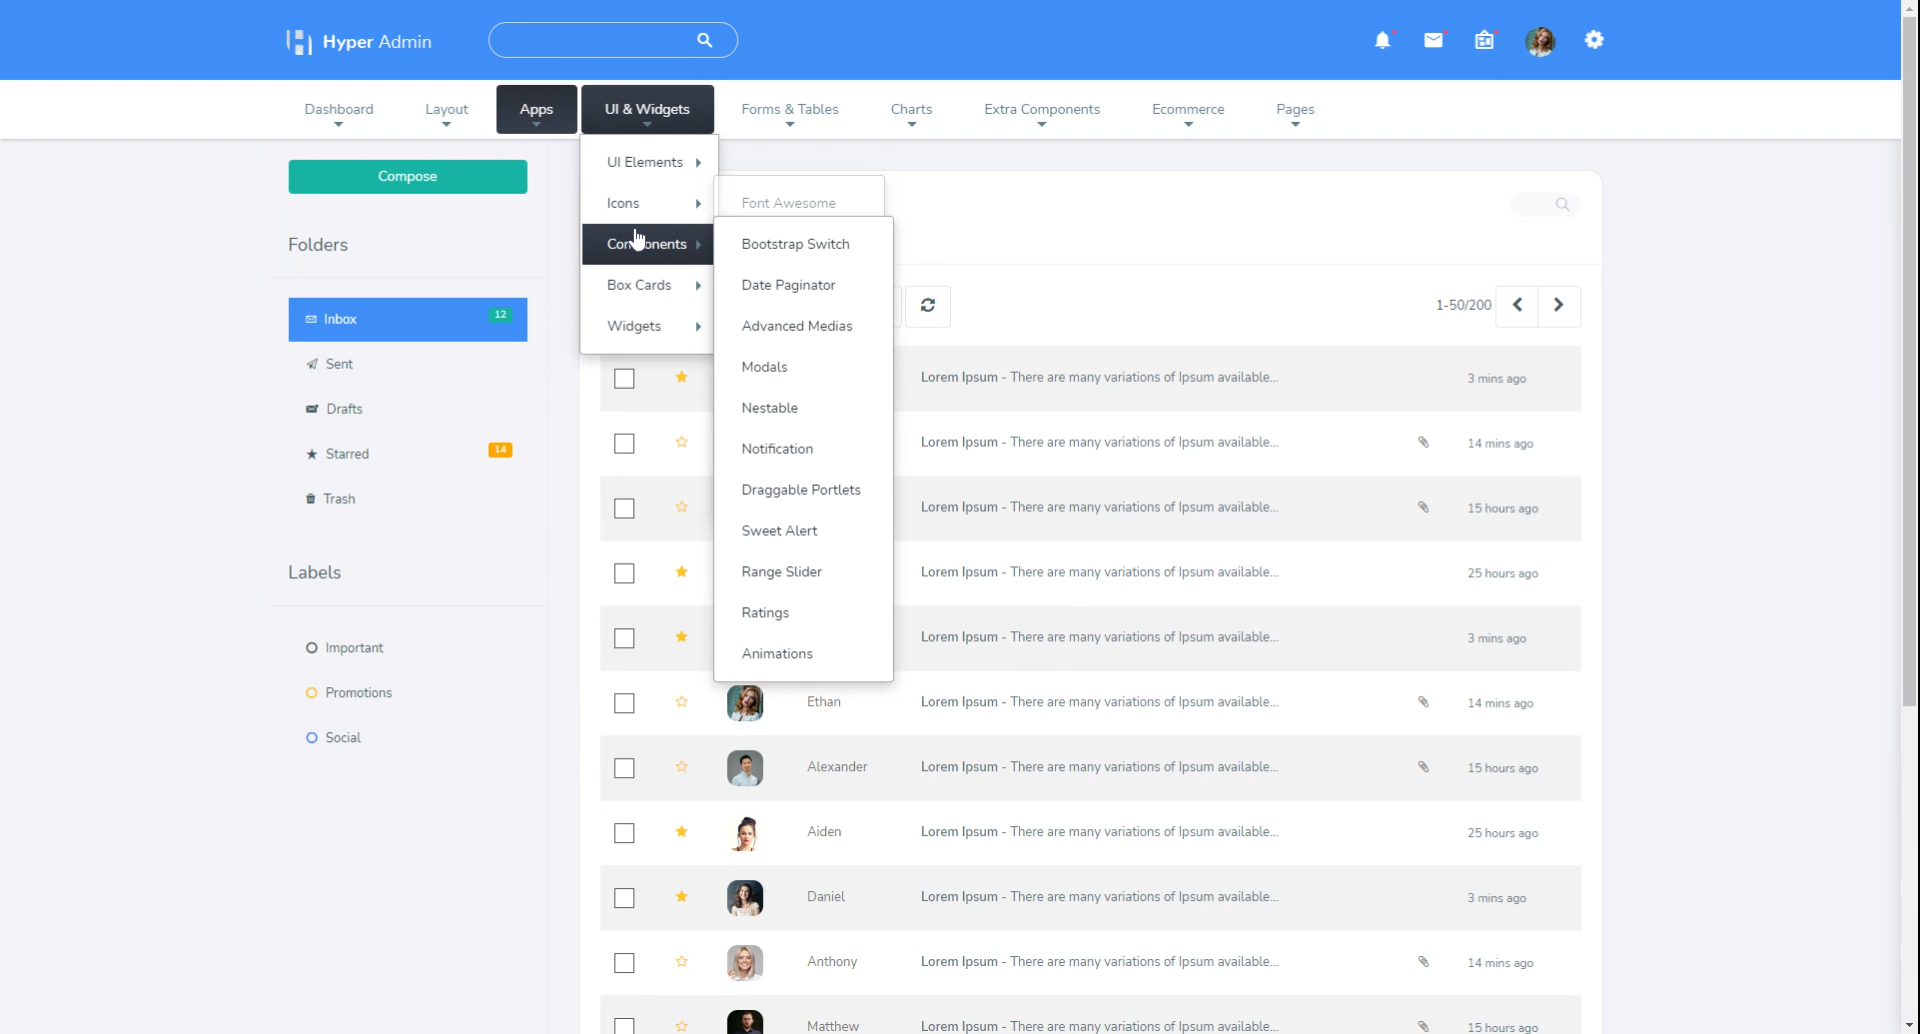 Hyper Admin
Dashboard
Layout
Apps
UI & Widgets
Forms & Tables
Charts
Extra Components
Ecommerce
Pages
Compose
Folders
Inbox 12
Sent
Drafts
Starred 14
Trash
Labels
Important
Promotions
Social
UI Elements
Icons
Box Cards
Widgets
Font Awesome
Bootstrap Switch
Date Paginator
Advanced Medias
Modals
Nestable
Notification
Draggable Portlets
Sweet Alert
Range Slider
Ratings
Animations
1-50/200
Lorem Ipsum - There are many variations of Ipsum available... 3 mins ago
Lorem Ipsum - There are many variations of Ipsum available... 14 mins ago
Lorem Ipsum - There are many variations of Ipsum available... 15 hours ago
Lorem Ipsum - There are many variations of Ipsum available... 25 hours ago
Lorem Ipsum - There are many variations of Ipsum available... 3 mins ago
Ethan Lorem Ipsum - There are many variations of Ipsum available... 14 mins ago
Alexander Lorem Ipsum - There are many variations of Ipsum available... 15 hours ago
Aiden Lorem Ipsum - There are many variations of Ipsum available... 25 hours ago
Daniel Lorem Ipsum - There are many variations of Ipsum available... 3 mins ago
Anthony Lorem Ipsum - There are many variations of Ipsum available... 14 mins ago
Matthew Lorem Ipsum - There are many variations of Ipsum available... 15 hours ago